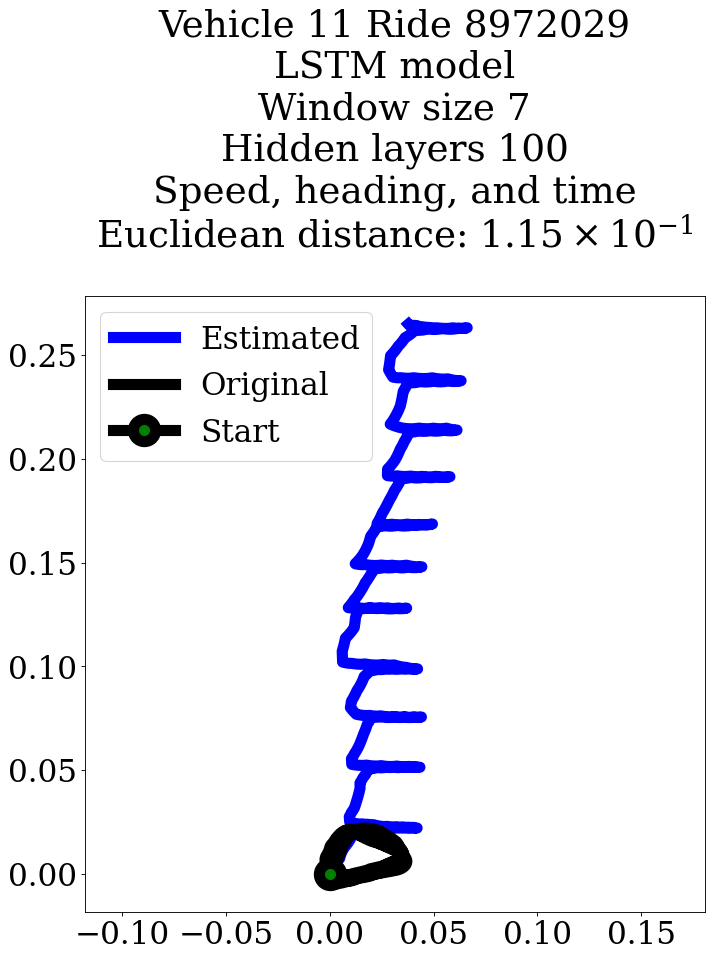 Vehicle 11 Ride 8972029
LSTM model
Window size 7
Hidden layers 100
Speed, heading, and time
Euclidean distance: 1.15 × 10⁻¹
Estimated
Original
Start
0.25
0.20
0.15
0.10
0.05
0.00
−0.10 −0.05 0.00 0.05 0.10 0.15